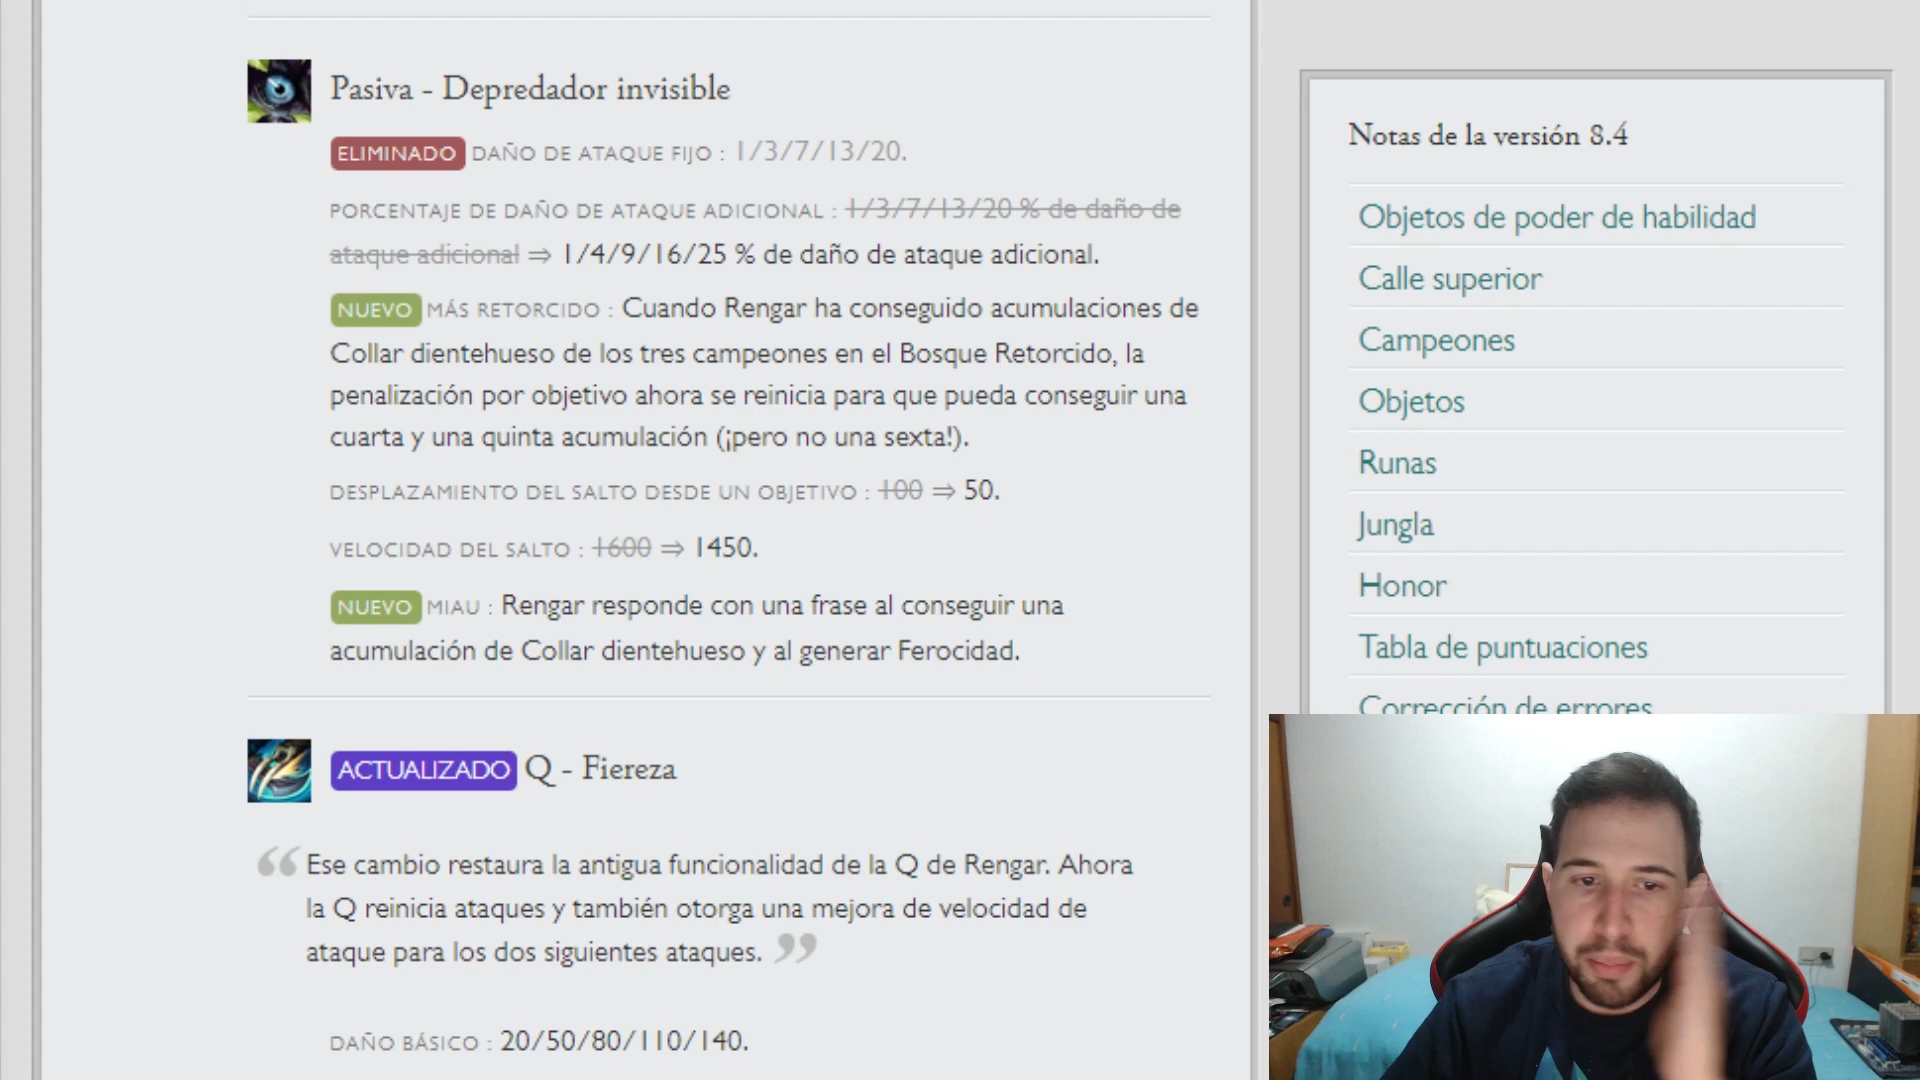 Pasiva - Depredador invisible
ELIMINADO DAÑO DE ATAQUE FIJO : 1/3/7/13/20.
PORCENTAJE DE DAÑO DE ATAQUE ADICIONAL : 1/3/7/13/20 % de daño de
ataque adicional ⇒ 1/4/9/16/25 % de daño de ataque adicional.
NUEVO MÁS RETORCIDO : Cuando Rengar ha conseguido acumulaciones de
Collar dientehueso de los tres campeones en el Bosque Retorcido, la
penalización por objetivo ahora se reinicia para que pueda conseguir una
cuarta y una quinta acumulación (¡pero no una sexta!).
DESPLAZAMIENTO DEL SALTO DESDE UN OBJETIVO : 100 ⇒ 50.
VELOCIDAD DEL SALTO : 1600 ⇒ 1450.
NUEVO MIAU : Rengar responde con una frase al conseguir una
acumulación de Collar dientehueso y al generar Ferocidad.
ACTUALIZADO Q - Fiereza
“ Ese cambio restaura la antigua funcionalidad de la Q de Rengar. Ahora
la Q reinicia ataques y también otorga una mejora de velocidad de
ataque para los dos siguientes ataques. ”
DAÑO BÁSICO : 20/50/80/110/140.
Notas de la versión 8.4
Objetos de poder de habilidad
Calle superior
Campeones
Objetos
Runas
Jungla
Honor
Tabla de puntuaciones
Corrección de errores